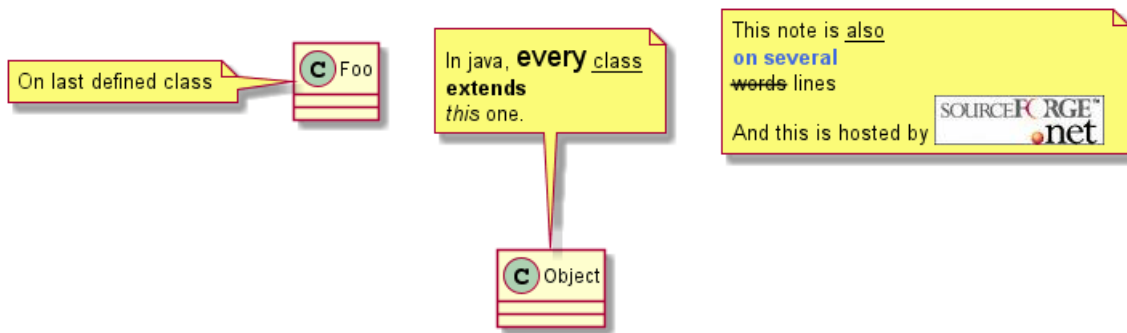 On last defined class
C Foo
In java, every class
extends
this one.
C Object
This note is also
on several
words lines
And this is hosted by SOURCEFORGE™ .net